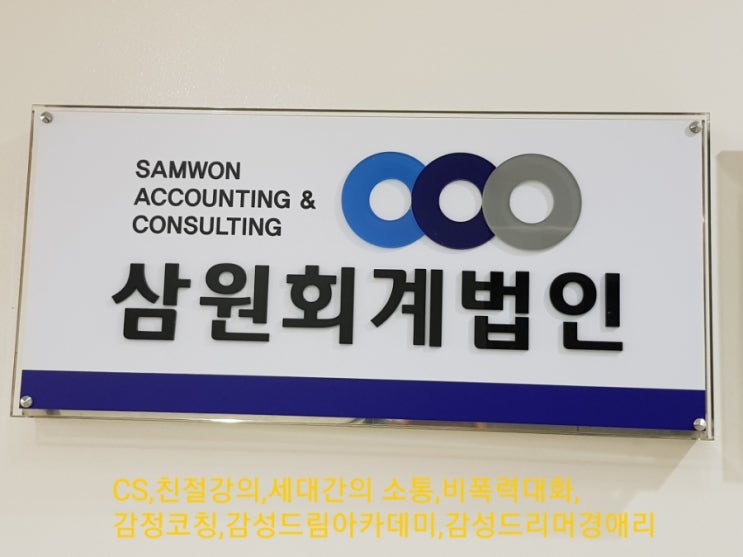 SAMWON
ACCOUNTING &
CONSULTING
삼원회계법인
CS,친절강의,세대간의 소통,비폭력대화,
감정코칭,감성드림아카데미,감성드리머경애리